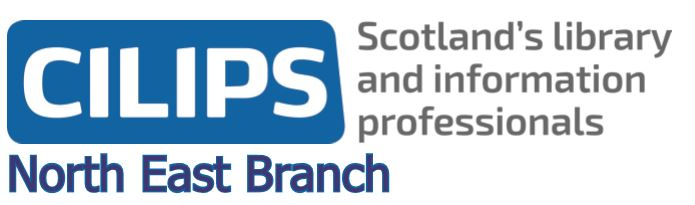 CILIPS
Scotland's library
and information
professionals
North East Branch